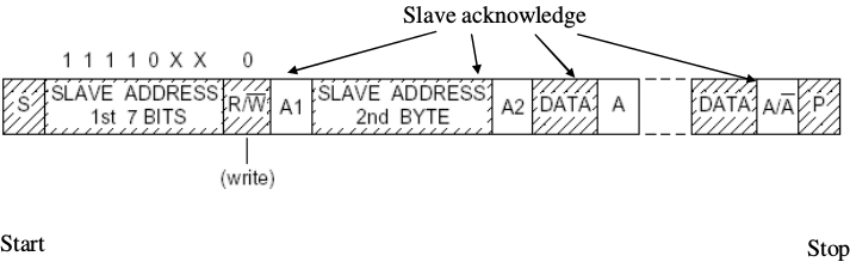 Slave acknowledge
1 1 1 1 0 X X 0
S SLAVE ADDRESS 1st 7 BITS R/W̅ A1 SLAVE ADDRESS 2nd BYTE A2 DATA A DATA A/A̅ P
(write)
Start
Stop